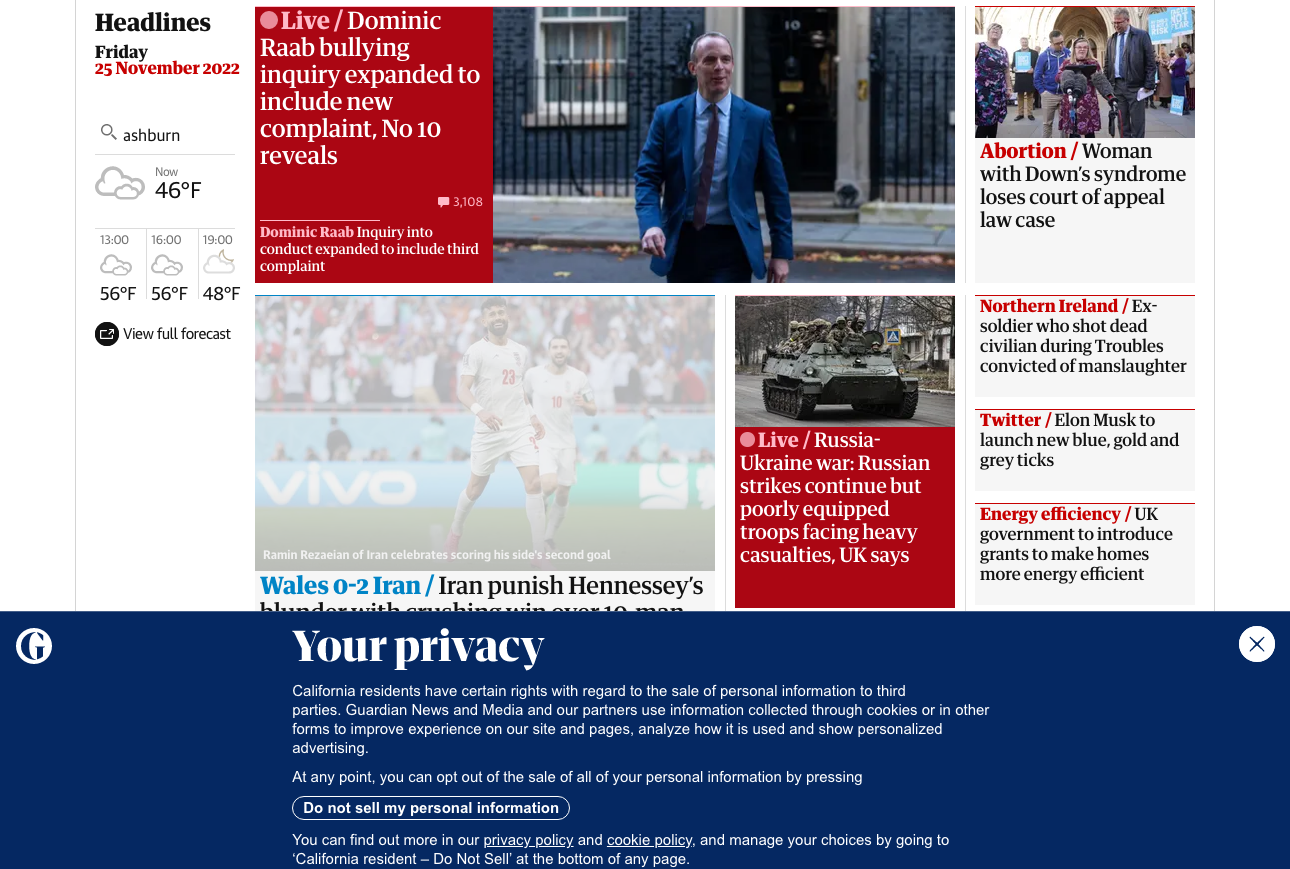 Headlines
Friday
25 November 2022
ashburn
Now
46°F
13:00
56°F
16:00
56°F
19:00
48°F
View full forecast
Live / Dominic
Raab bullying
inquiry expanded to
include new
complaint, No 10
reveals
3,108
Dominic Raab Inquiry into
conduct expanded to include third
complaint
10
Abortion / Woman
with Down’s syndrome
loses court of appeal
law case
23
10
vivo
Ramin Rezaeian of Iran celebrates scoring his side's second goal
Wales 0-2 Iran / Iran punish Hennessey’s
blunder with crushing win over 10-man
Live / Russia-
Ukraine war: Russian
strikes continue but
poorly equipped
troops facing heavy
casualties, UK says
Northern Ireland / Ex-
soldier who shot dead
civilian during Troubles
convicted of manslaughter
Twitter / Elon Musk to
launch new blue, gold and
grey ticks
Energy efficiency / UK
government to introduce
grants to make homes
more energy efficient
G
Your privacy
California residents have certain rights with regard to the sale of personal information to third
parties. Guardian News and Media and our partners use information collected through cookies or in other
forms to improve experience on our site and pages, analyze how it is used and show personalized
advertising.
At any point, you can opt out of the sale of all of your personal information by pressing
Do not sell my personal information
You can find out more in our privacy policy and cookie policy, and manage your choices by going to
‘California resident – Do Not Sell’ at the bottom of any page.